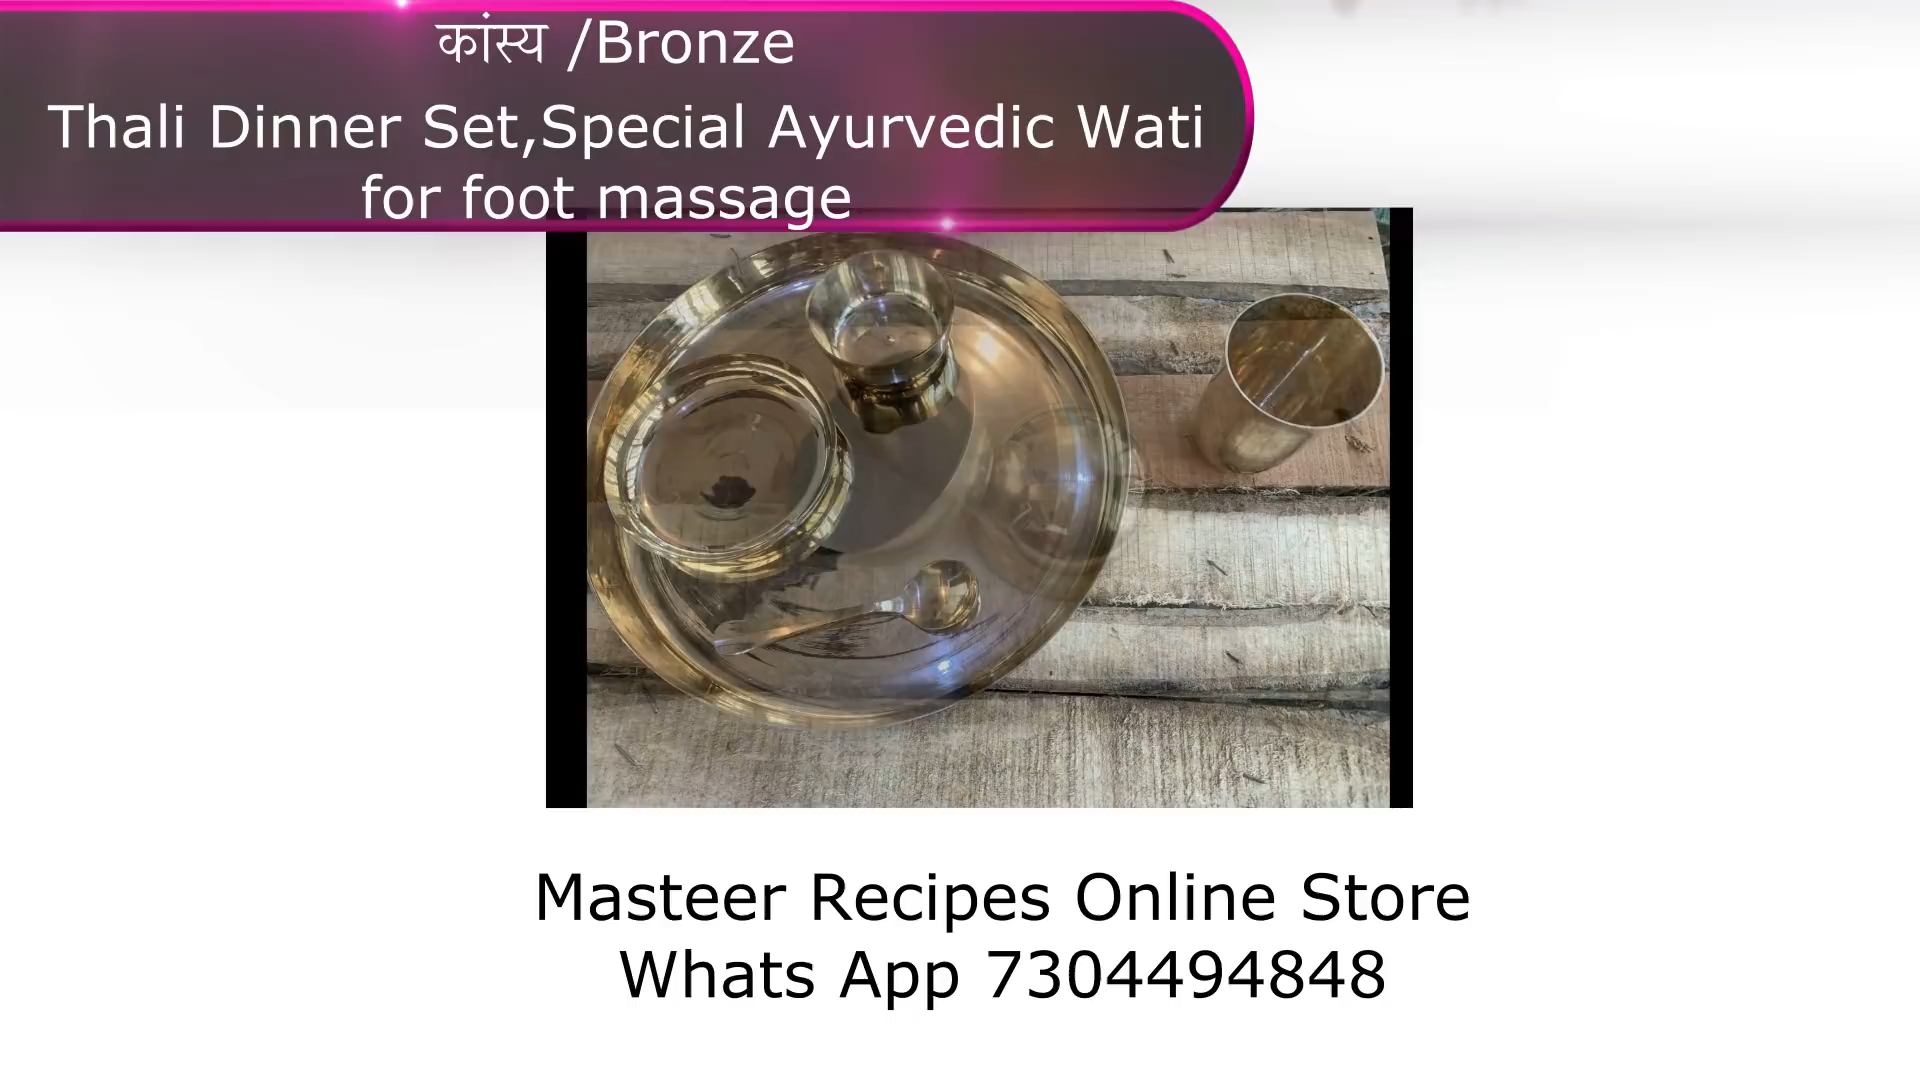 कांस्य /Bronze
Thali Dinner Set,Special Ayurvedic Wati
for foot massage
Masteer Recipes Online Store
Whats App 7304494848